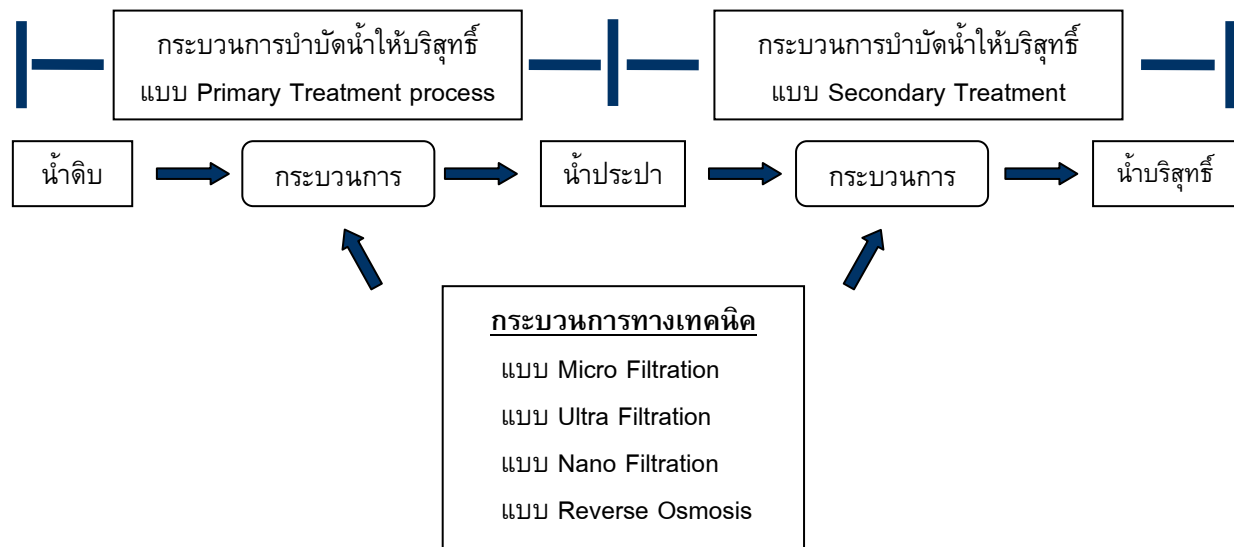 กระบวนการบำบัดน้ำให้บริสุทธิ์
แบบ Primary Treatment process
กระบวนการบำบัดน้ำให้บริสุทธิ์
แบบ Secondary Treatment
น้ำดิบ
กระบวนการ
น้ำประปา
กระบวนการ
น้ำบริสุทธิ์
กระบวนการทางเทคนิค
แบบ Micro Filtration
แบบ Ultra Filtration
แบบ Nano Filtration
แบบ Reverse Osmosis